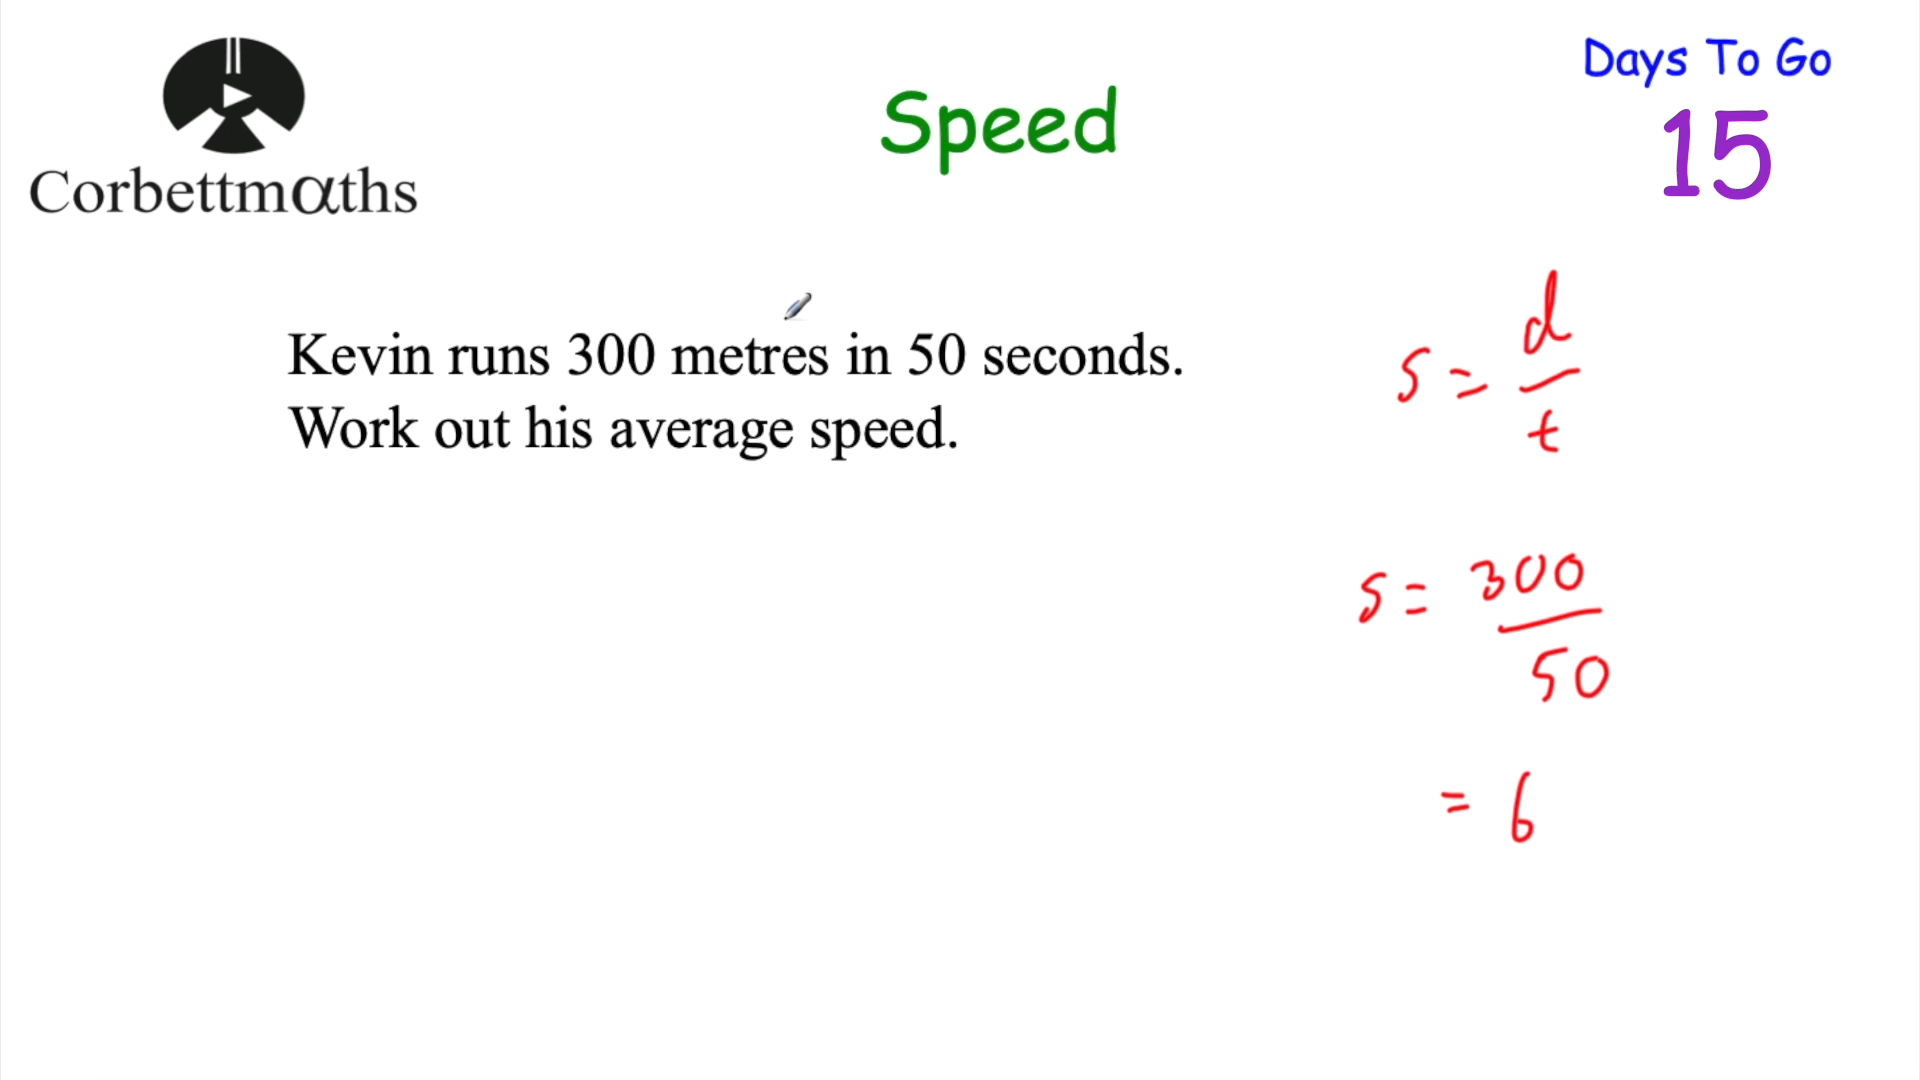 Corbettmαths
Speed
Days To Go
15
Kevin runs 300 metres in 50 seconds.
Work out his average speed.
s = d/t
s = 300/50
= 6